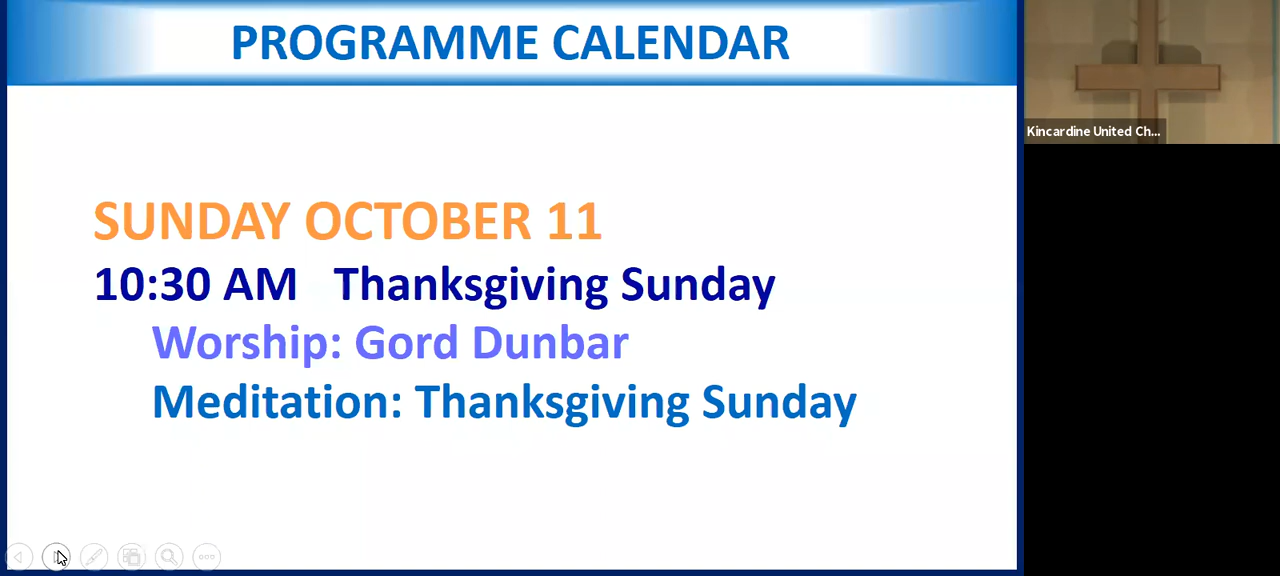 PROGRAMME CALENDAR
SUNDAY OCTOBER 11
10:30 AM Thanksgiving Sunday
Worship: Gord Dunbar
Meditation: Thanksgiving Sunday
Kincardine United Ch...